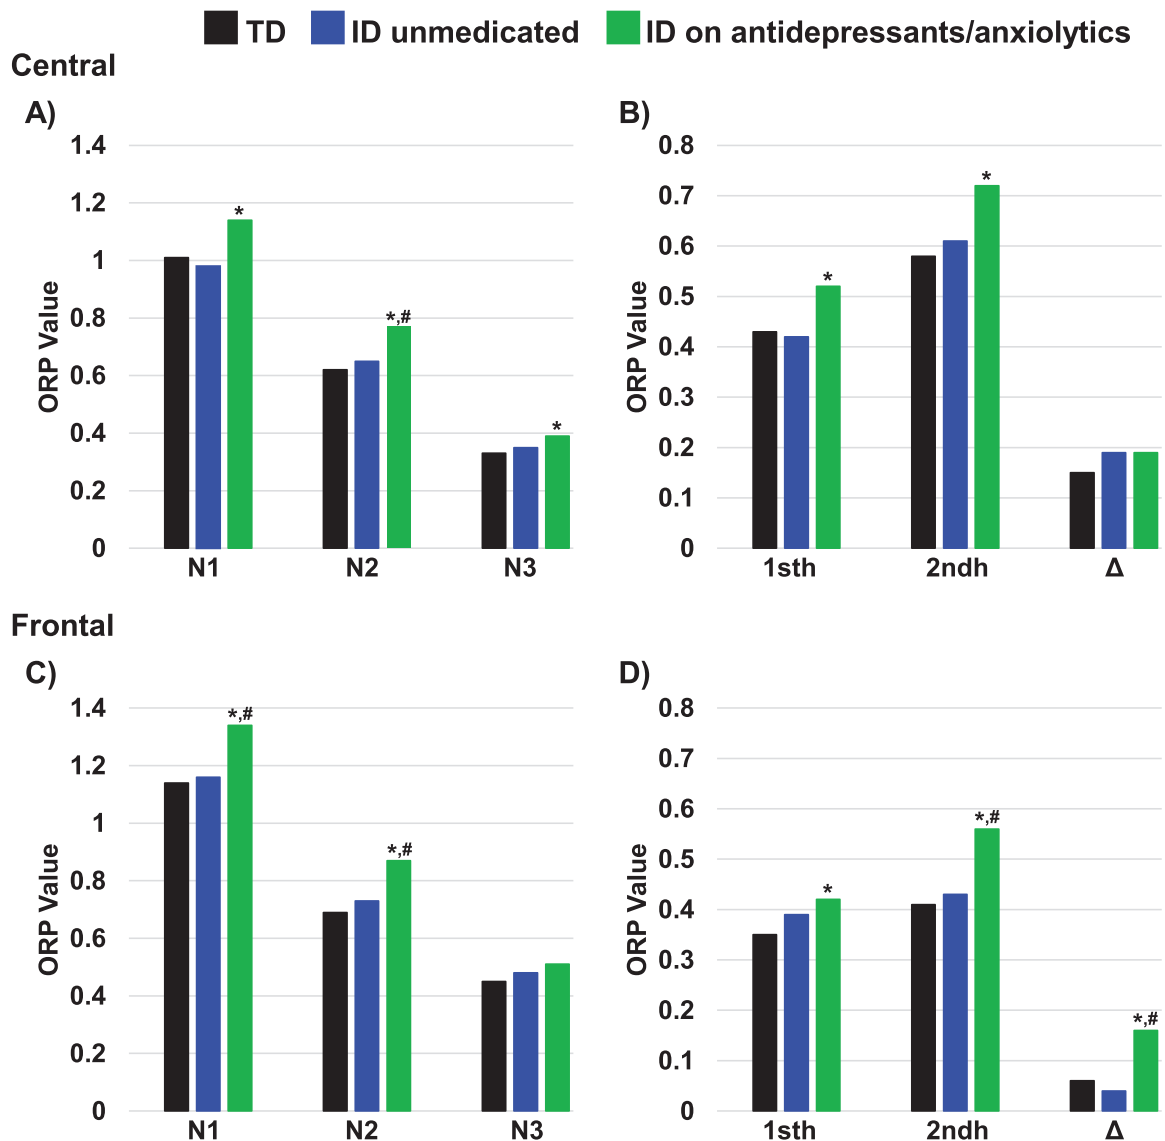 TD ID unmedicated ID on antidepressants/anxiolytics
Central
A)
ORP Value
1.4
1.2
1
0.8
0.6
0.4
0.2
0
*
*,#
*
N1 N2 N3
B)
ORP Value
0.8
0.7
0.6
0.5
0.4
0.3
0.2
0.1
0
*
*
1sth 2ndh Δ
Frontal
C)
ORP Value
1.4
1.2
1
0.8
0.6
0.4
0.2
0
*,#
*,#
N1 N2 N3
D)
ORP Value
0.8
0.7
0.6
0.5
0.4
0.3
0.2
0.1
0
*
*,#
*,#
1sth 2ndh Δ